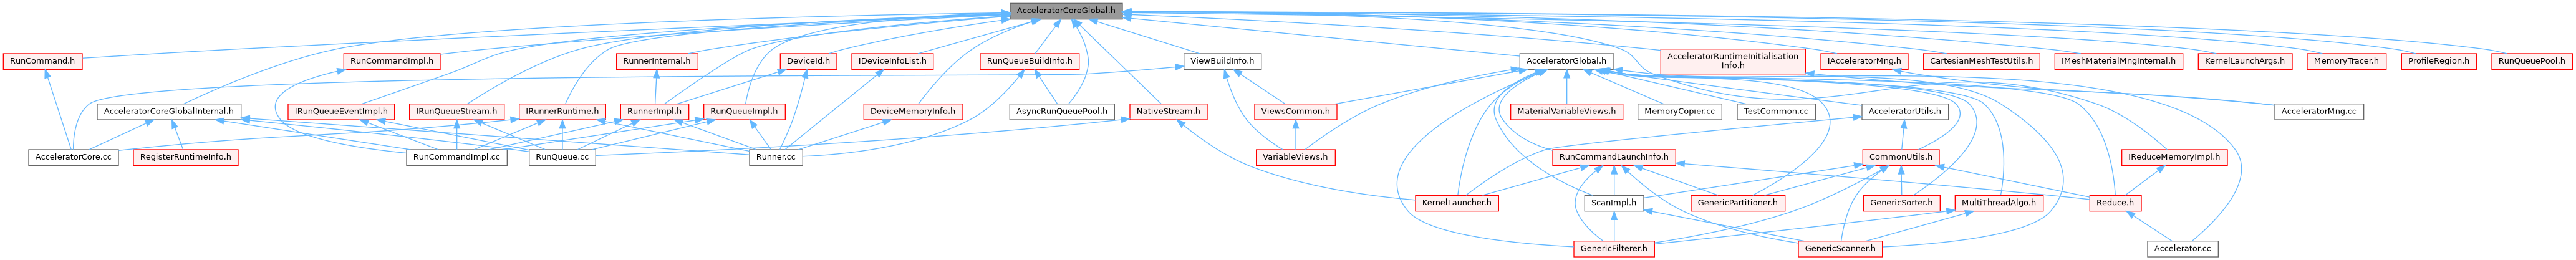 AcceleratorCoreGlobal.h
RunCommand.h
RunCommandImpl.h
RunnerInternal.h
DeviceId.h
IDeviceInfoList.h
RunQueueBuildInfo.h
ViewBuildInfo.h
AcceleratorGlobal.h
AcceleratorRuntimeInitialisation
Info.h
IAcceleratorMng.h
CartesianMeshTestUtils.h
IMeshMaterialMngInternal.h
KernelLaunchArgs.h
MemoryTracer.h
ProfileRegion.h
RunQueuePool.h
AcceleratorCoreGlobalInternal.h
IRunQueueEventImpl.h
IRunQueueStream.h
IRunnerRuntime.h
RunnerImpl.h
RunQueueImpl.h
DeviceMemoryInfo.h
AsyncRunQueuePool.h
NativeStream.h
ViewsCommon.h
MaterialVariableViews.h
MemoryCopier.cc
TestCommon.cc
AcceleratorUtils.h
AcceleratorMng.cc
AcceleratorCore.cc
RegisterRuntimeInfo.h
RunCommandImpl.cc
RunQueue.cc
Runner.cc
VariableViews.h
RunCommandLaunchInfo.h
CommonUtils.h
IReduceMemoryImpl.h
KernelLauncher.h
ScanImpl.h
GenericPartitioner.h
GenericSorter.h
MultiThreadAlgo.h
Reduce.h
GenericFilterer.h
GenericScanner.h
Accelerator.cc